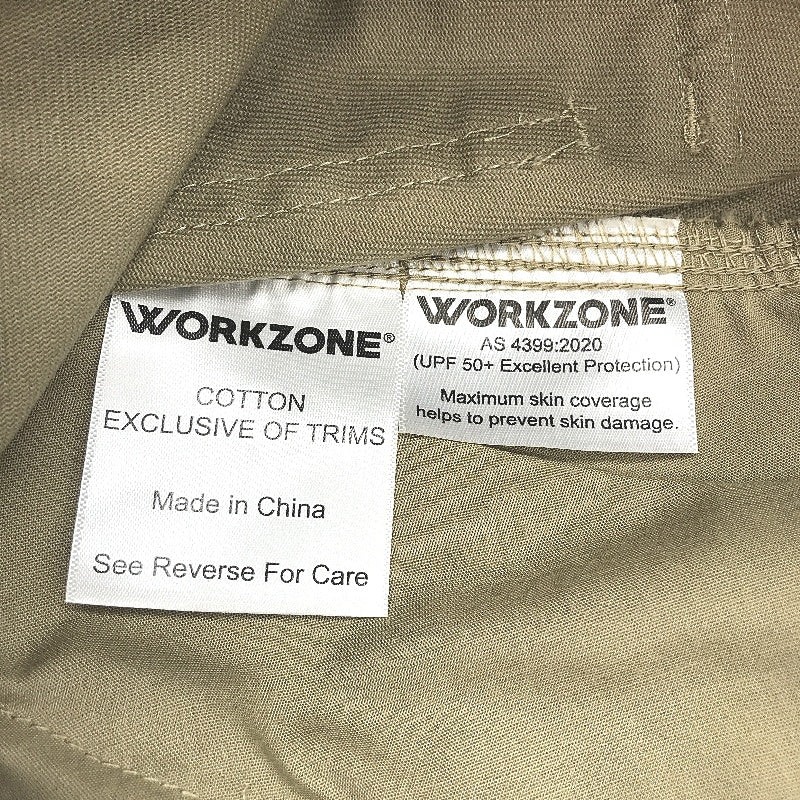 WORKZONE®
COTTON
EXCLUSIVE OF TRIMS
Made in China
See Reverse For Care
WORKZONE®
AS 4399:2020
(UPF 50+ Excellent Protection)
Maximum skin coverage
helps to prevent skin damage.